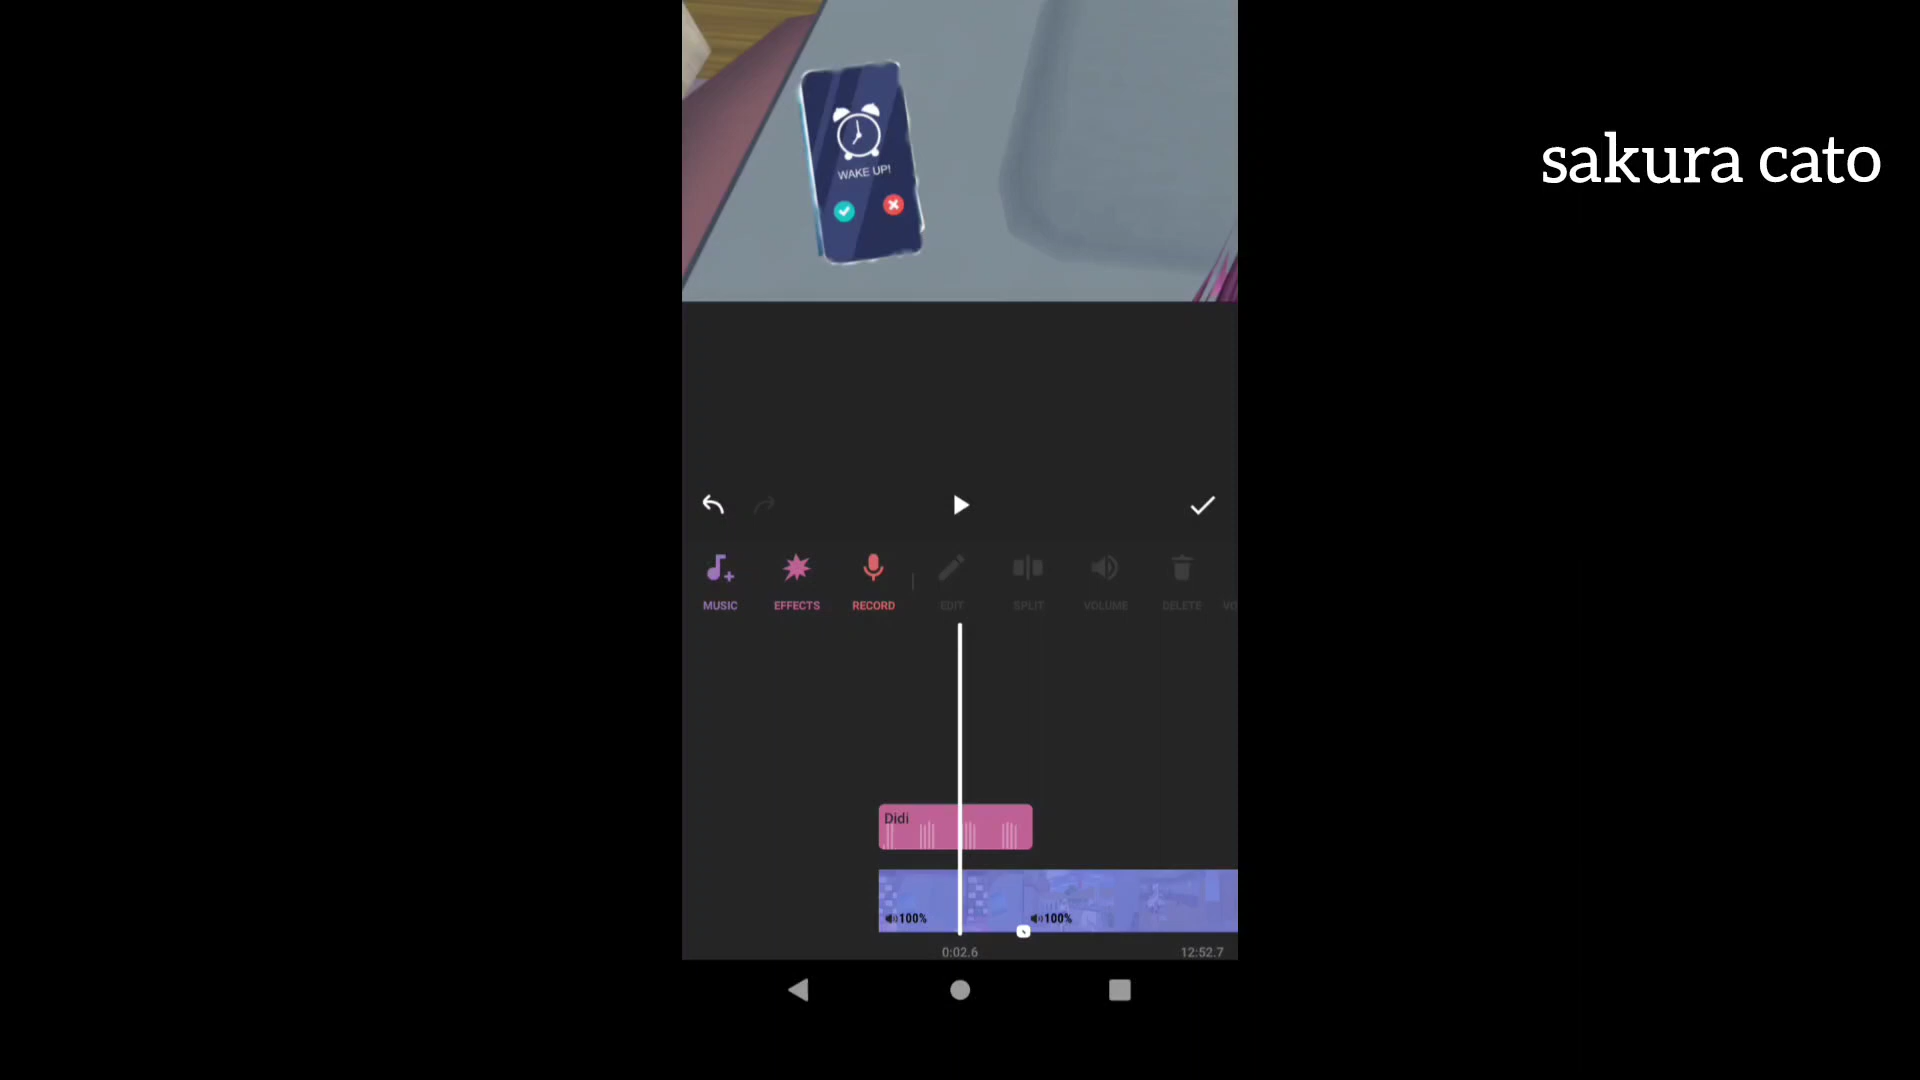 sakura cato
WAKE UP!
MUSIC EFFECTS RECORD EDIT SPLIT VOLUME DELETE VO
Didi
100% 100%
0:02.6 12:52.7